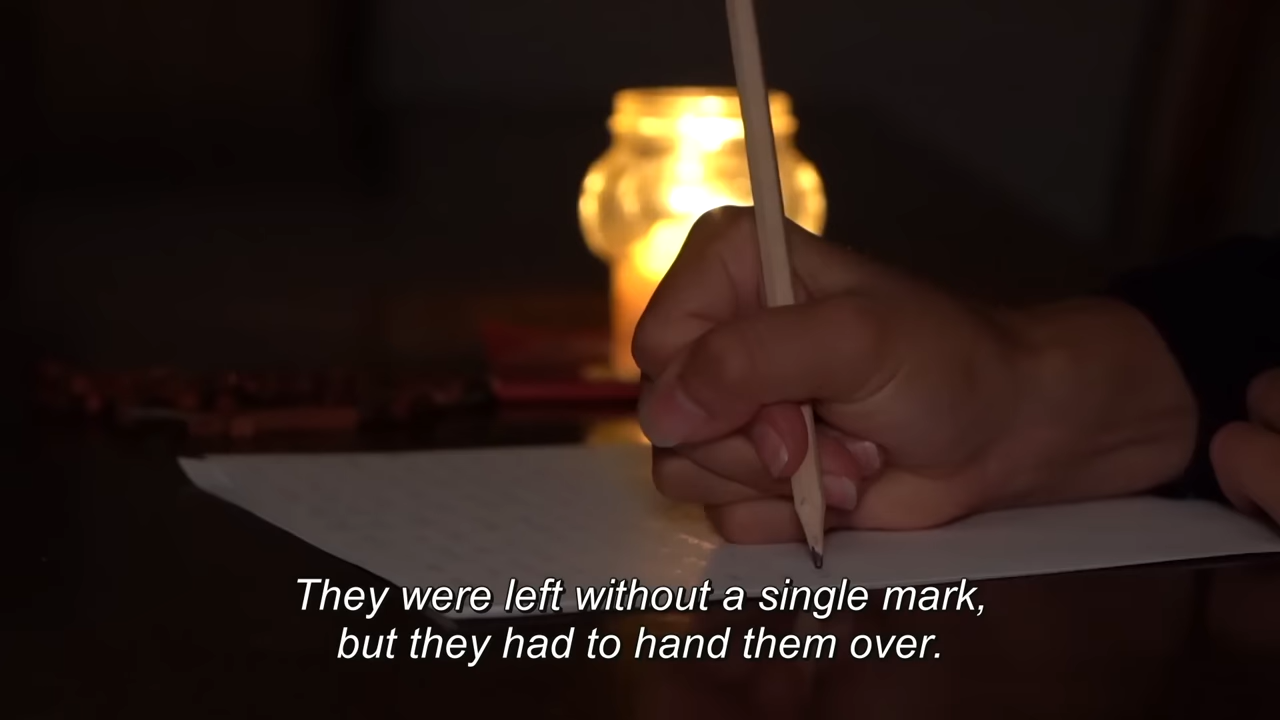 They were left without a single mark,
but they had to hand them over.